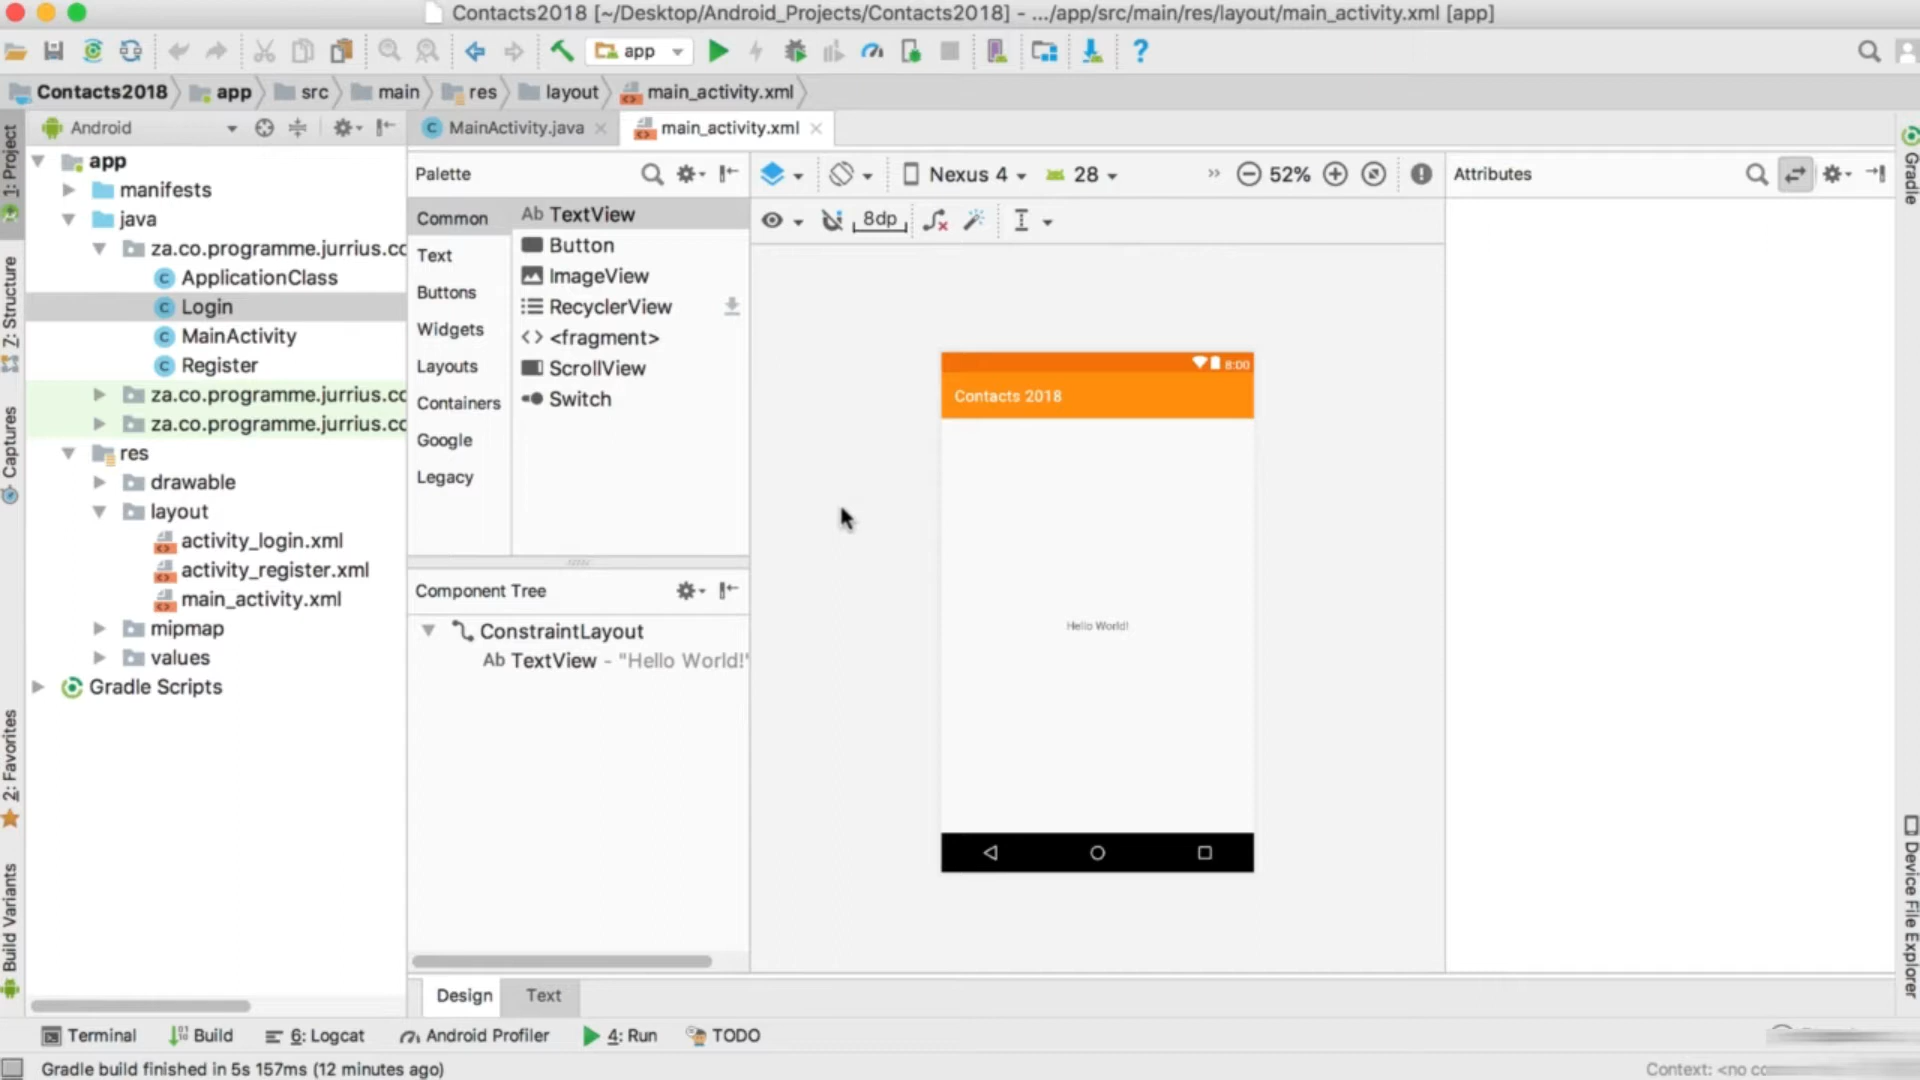 Contacts2018 [~/Desktop/Android_Projects/Contacts2018] - .../app/src/main/res/layout/main_activity.xml [app]
app
Contacts2018 app src main res layout main_activity.xml
1: Project
Z: Structure
Captures
2: Favorites
Build Variants
Android
app
manifests
java
za.co.programme.jurrius.cc
ApplicationClass
Login
MainActivity
Register
za.co.programme.jurrius.cc
za.co.programme.jurrius.cc
res
drawable
layout
activity_login.xml
activity_register.xml
main_activity.xml
mipmap
values
Gradle Scripts
MainActivity.java main_activity.xml
Palette
Common
Text
Buttons
Widgets
Layouts
Containers
Google
Legacy
Ab TextView
Button
ImageView
RecyclerView
<fragment>
ScrollView
Switch
Component Tree
ConstraintLayout
Ab TextView - "Hello World!"
Nexus 4 28 52%
8dp
8:00
Contacts 2018
Hello World!
Attributes
Gradle
Device File Explorer
Design Text
Terminal Build 6: Logcat Android Profiler 4: Run TODO
Gradle build finished in 5s 157ms (12 minutes ago)
Context: <no